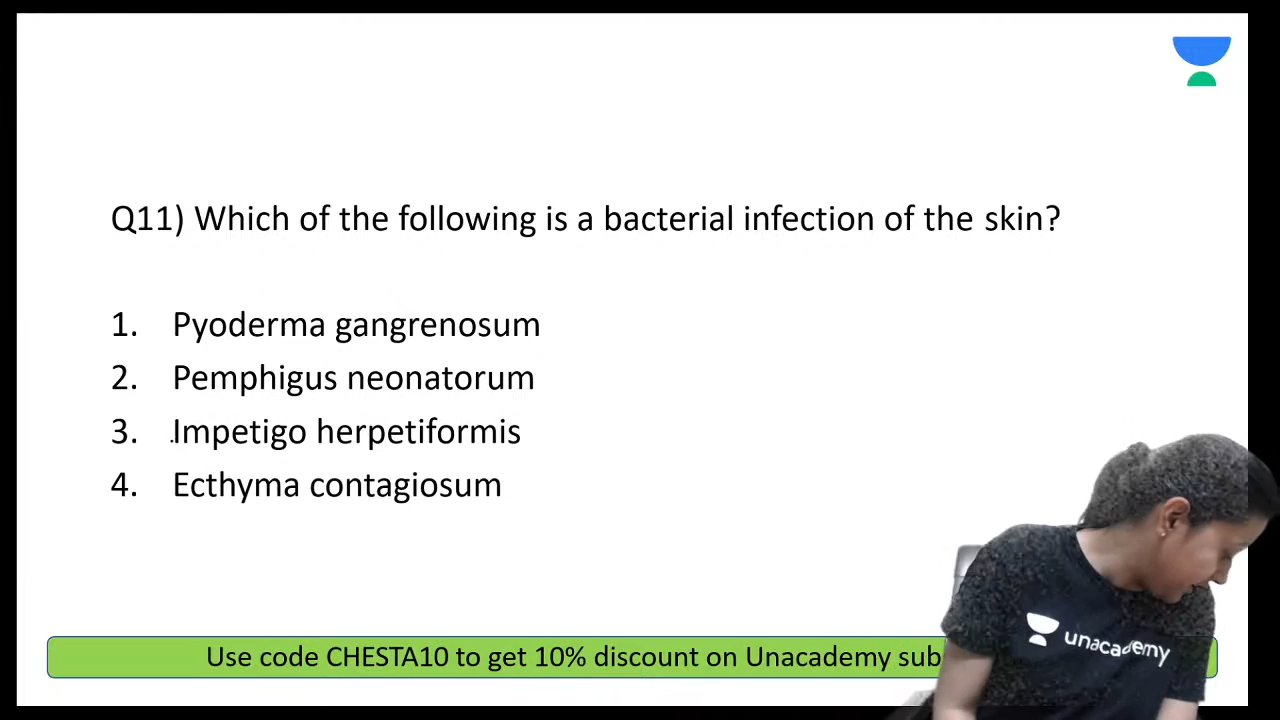 Q11) Which of the following is a bacterial infection of the skin?
1. Pyoderma gangrenosum
2. Pemphigus neonatorum
3. Impetigo herpetiformis
4. Ecthyma contagiosum
Use code CHESTA10 to get 10% discount on Unacademy sub
unacademy